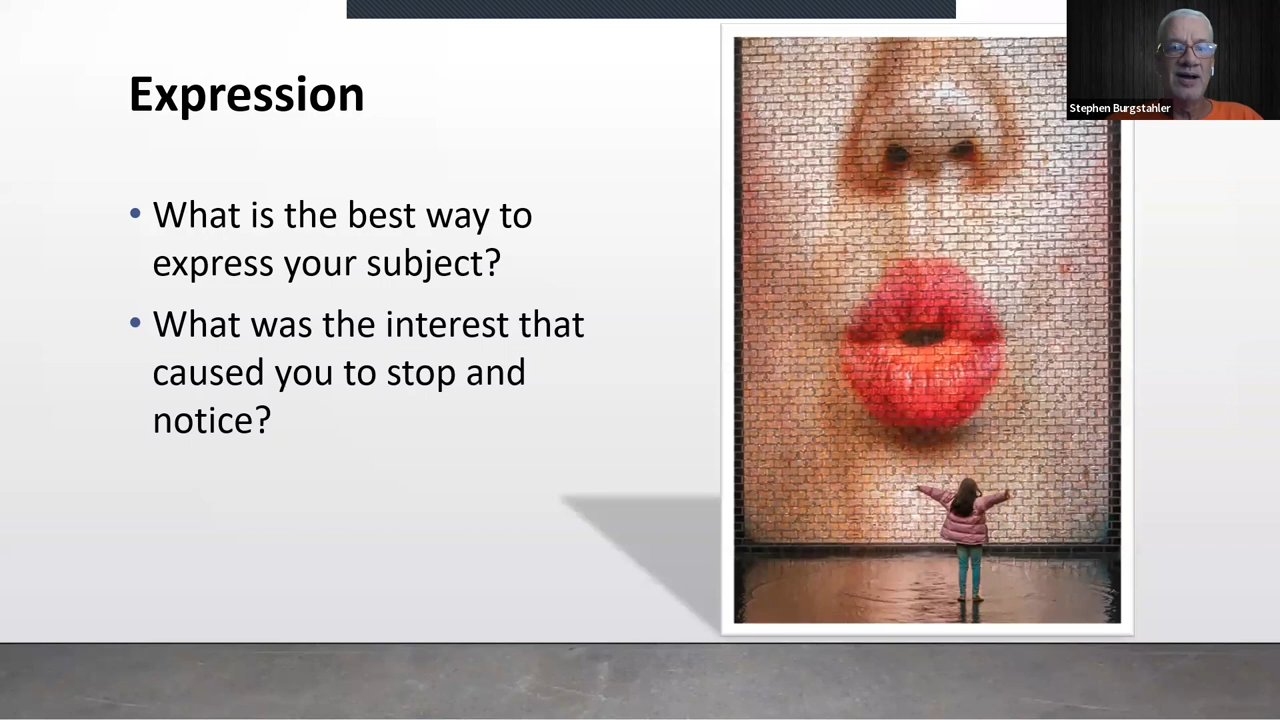 Expression
• What is the best way to
express your subject?
• What was the interest that
caused you to stop and
notice?
Stephen Burgstahler